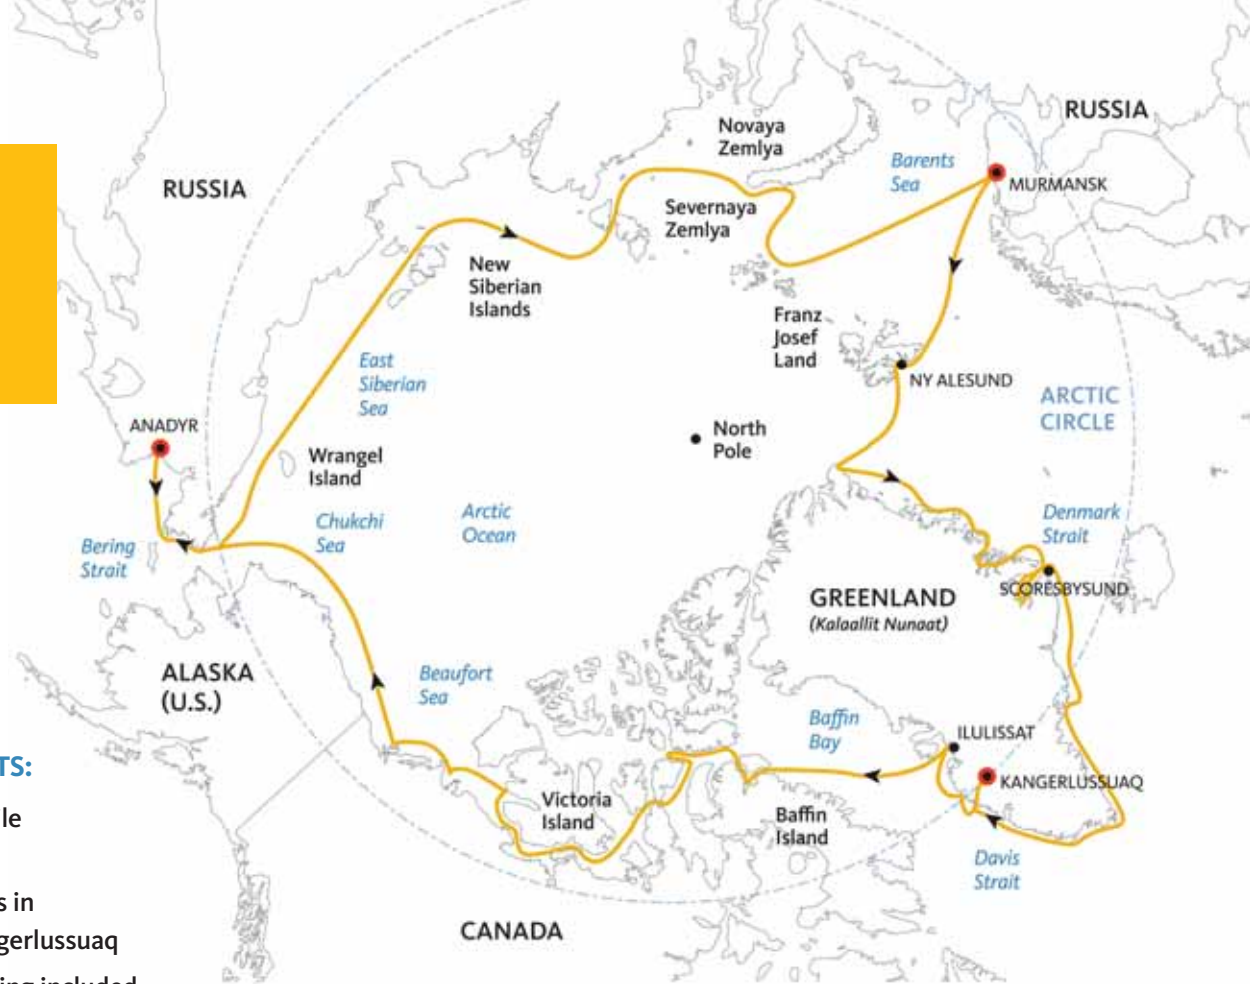 RUSSIA
Novaya
Zemlya
Barents
Sea
MURMANSK
RUSSIA
Severnaya
Zemlya
New
Siberian
Islands
Franz
Josef
Land
East
Siberian
Sea
NY ALESUND
ARCTIC
CIRCLE
ANADYR
North
Pole
Wrangel
Island
Chukchi
Sea
Arctic
Ocean
Denmark
Strait
Bering
Strait
SCORESBYSUND
GREENLAND
(Kalaallit Nunaat)
ALASKA
(U.S.)
Beaufort
Sea
Baffin
Bay
ILULISSAT
KANGERLUSSUAQ
Victoria
Island
Baffin
Island
Davis
Strait
CANADA
TS:
le
s in
gerlussuaq
ing included